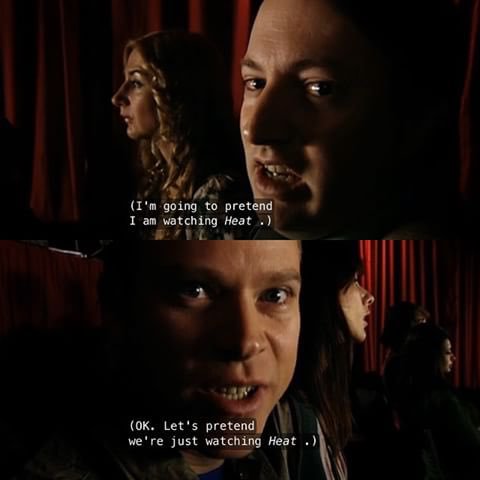 (I'm going to pretend
I am watching Heat .)
(OK. Let's pretend
we're just watching Heat .)